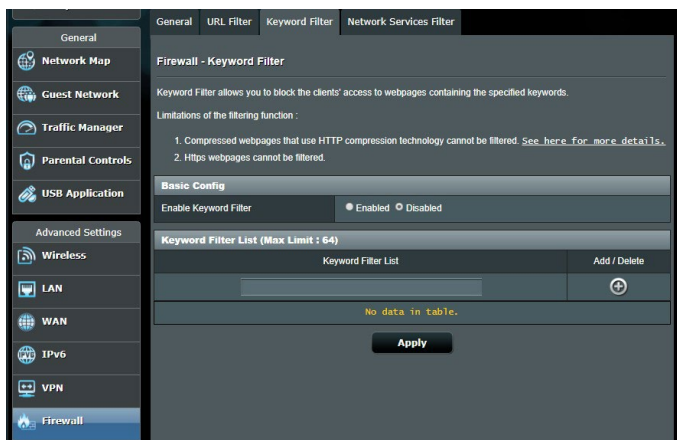 General URL Filter Keyword Filter Network Services Filter
General
Network Map
Guest Network
Traffic Manager
Parental Controls
USB Application
Advanced Settings
Wireless
LAN
WAN
IPv6
VPN
Firewall
Firewall - Keyword Filter
Keyword Filter allows you to block the clients' access to webpages containing the specified keywords.
Limitations of the filtering function :
1. Compressed webpages that use HTTP compression technology cannot be filtered. See here for more details.
2. Https webpages cannot be filtered.
Basic Config
Enable Keyword Filter Enabled Disabled
Keyword Filter List (Max Limit : 64)
Keyword Filter List Add / Delete
No data in table.
Apply